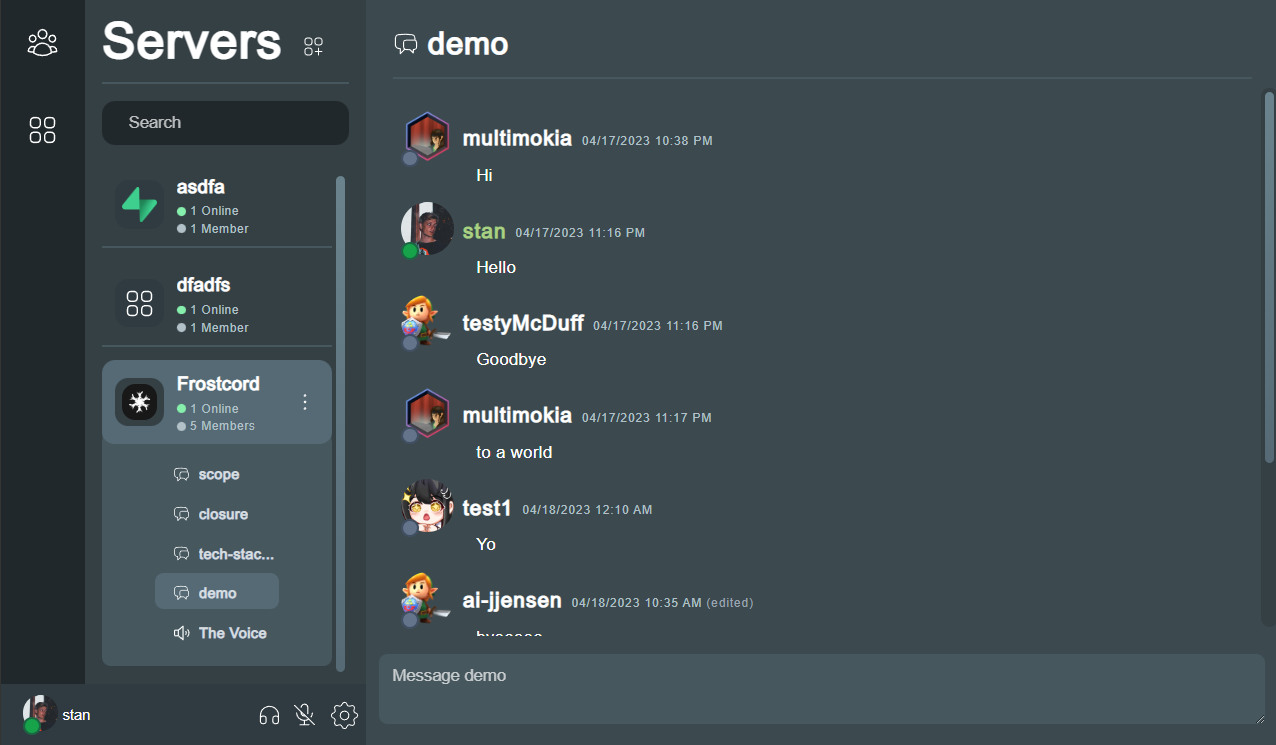 Servers
Search
asdfa
1 Online
1 Member
dfadfs
1 Online
1 Member
Frostcord
1 Online
5 Members
scope
closure
tech-stac...
demo
The Voice
stan
demo
multimokia 04/17/2023 10:38 PM
Hi
stan 04/17/2023 11:16 PM
Hello
testyMcDuff 04/17/2023 11:16 PM
Goodbye
multimokia 04/17/2023 11:17 PM
to a world
test1 04/18/2023 12:10 AM
Yo
ai-jjensen 04/18/2023 10:35 AM (edited)
Message demo